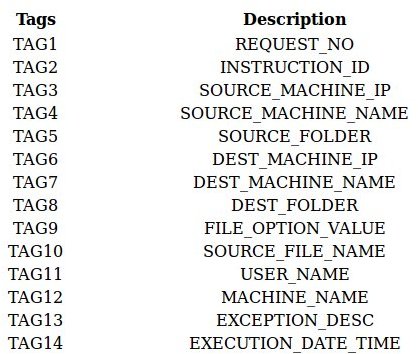 Tags Description
TAG1 REQUEST_NO
TAG2 INSTRUCTION_ID
TAG3 SOURCE_MACHINE_IP
TAG4 SOURCE_MACHINE_NAME
TAG5 SOURCE_FOLDER
TAG6 DEST_MACHINE_IP
TAG7 DEST_MACHINE_NAME
TAG8 DEST_FOLDER
TAG9 FILE_OPTION_VALUE
TAG10 SOURCE_FILE_NAME
TAG11 USER_NAME
TAG12 MACHINE_NAME
TAG13 EXCEPTION_DESC
TAG14 EXECUTION_DATE_TIME